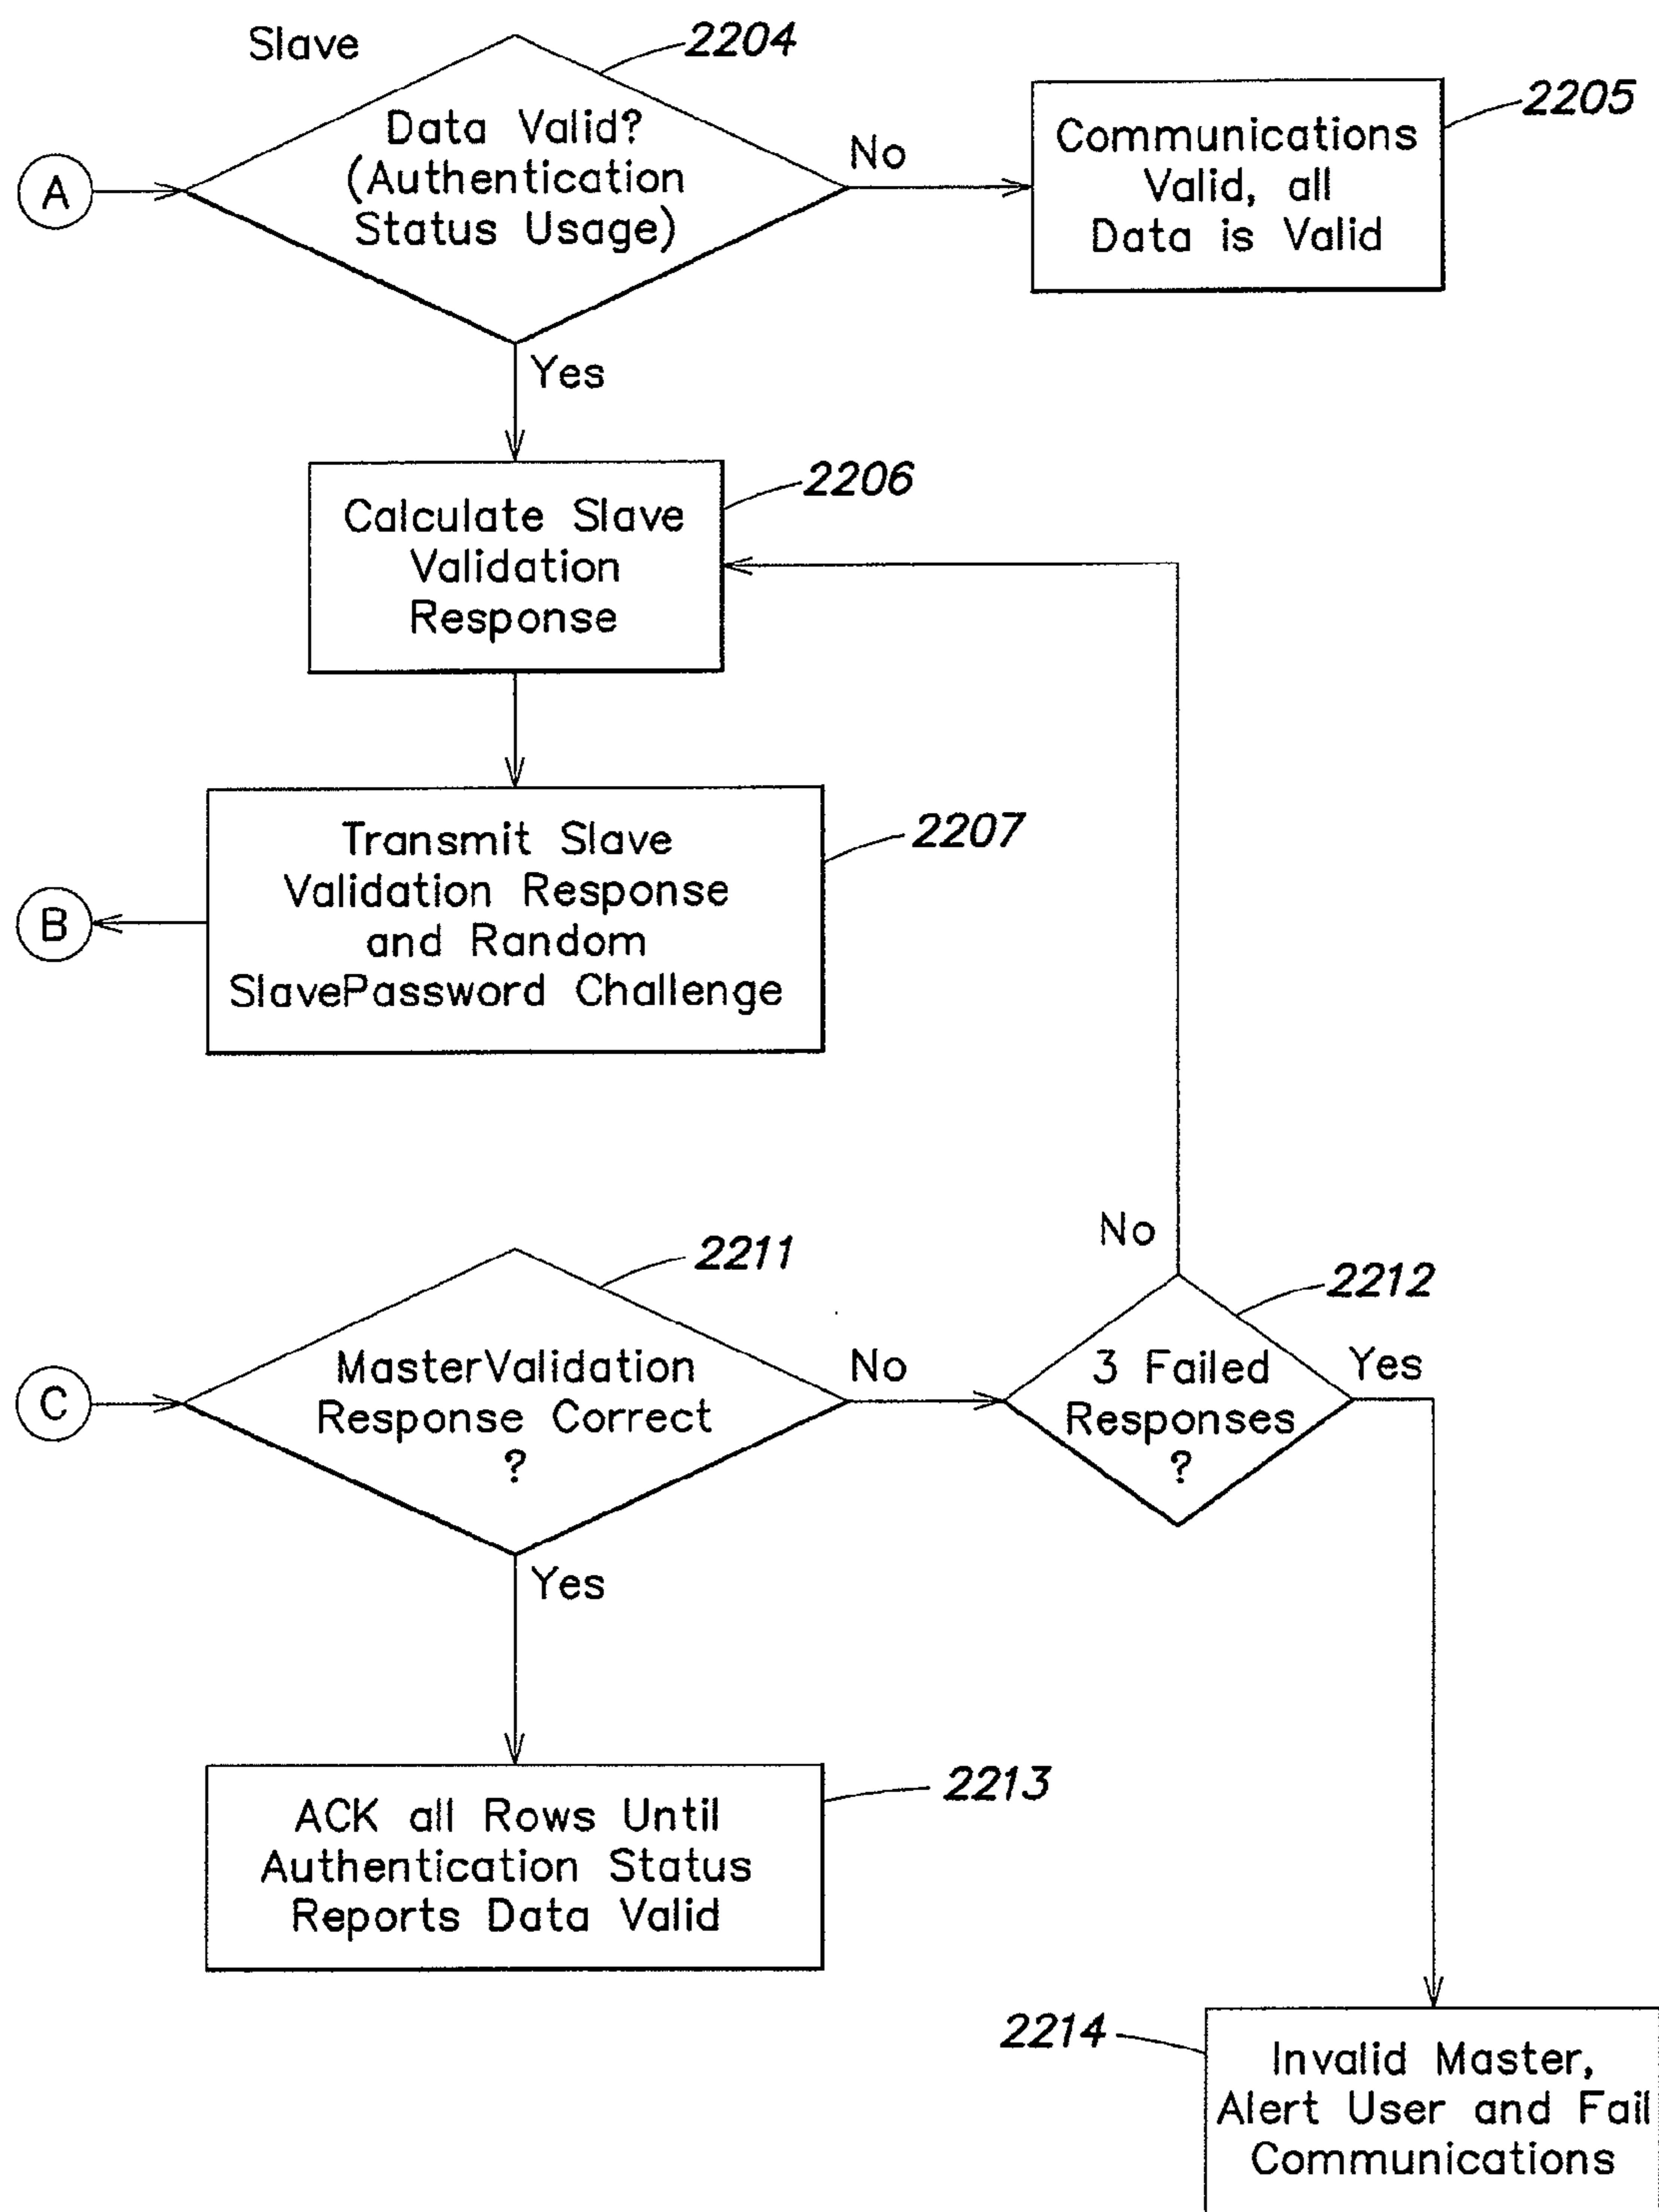 Slave
2204
Data Valid?
(Authentication
Status Usage)
A
No
2205
Communications
Valid, all
Data is Valid
Yes
2206
Calculate Slave
Validation
Response
2207
Transmit Slave
Validation Response
and Random
SlavePassword Challenge
B
No
2211
2212
MasterValidation
Response Correct
?
C
No
3 Failed
Responses
?
Yes
Yes
2213
ACK all Rows Until
Authentication Status
Reports Data Valid
2214
Invalid Master,
Alert User and Fail
Communications